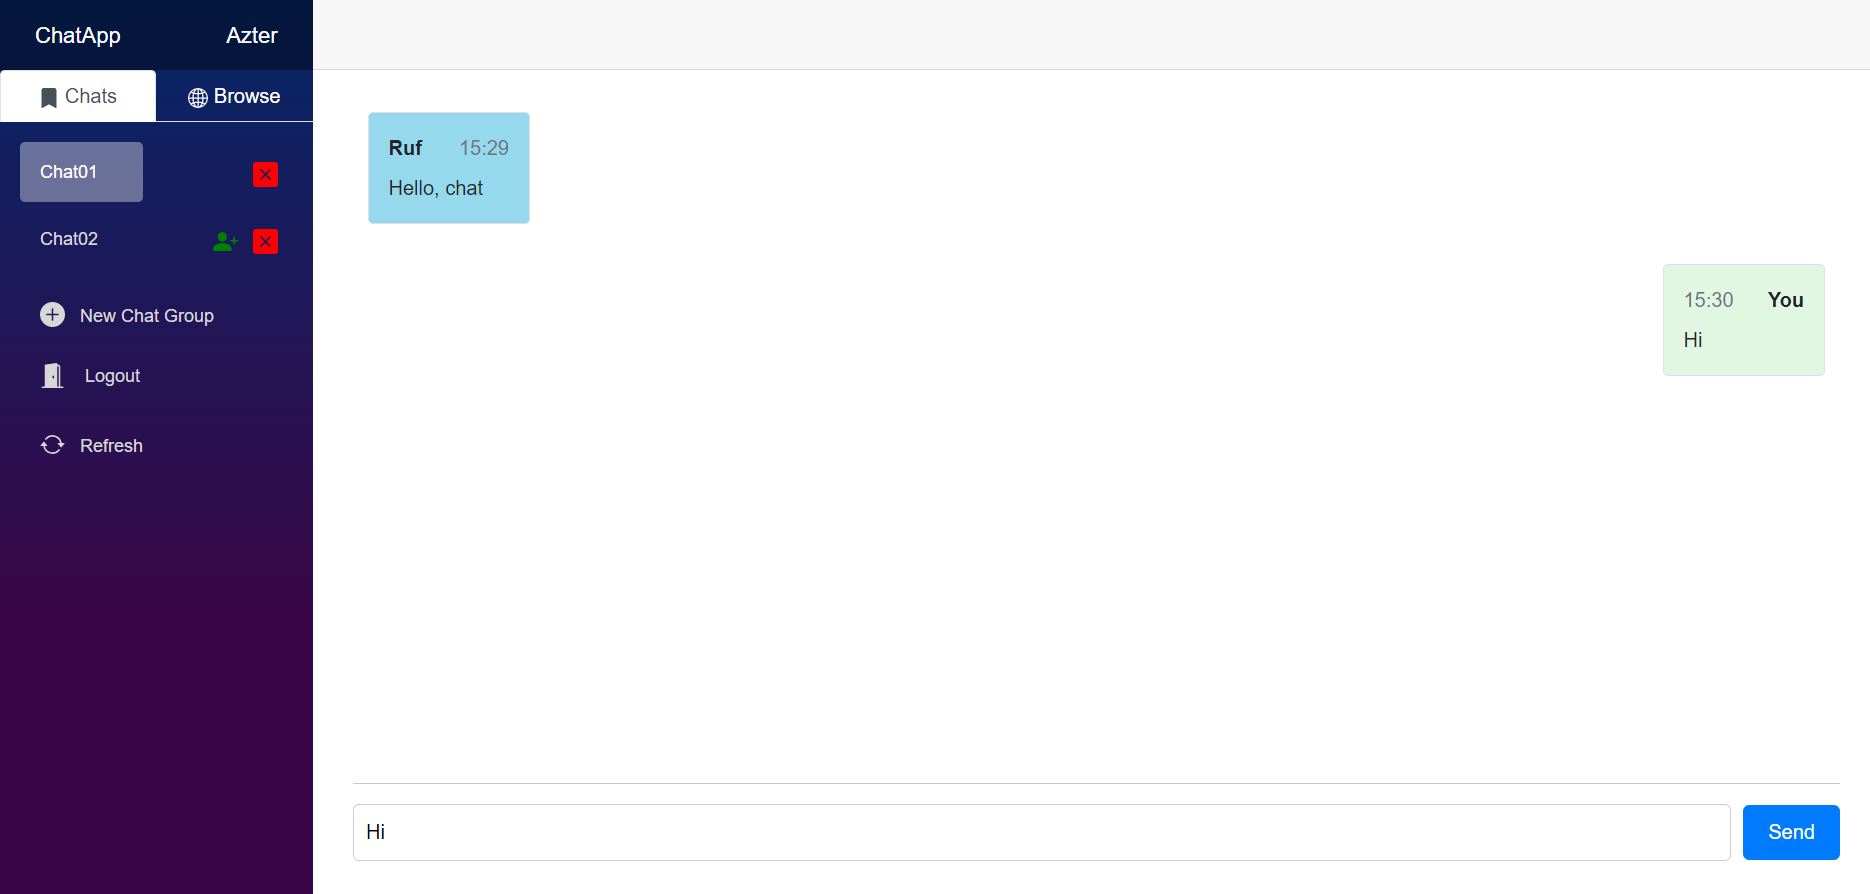 ChatApp Azter
Chats Browse
Chat01
Chat02
New Chat Group
Logout
Refresh
Ruf 15:29
Hello, chat
15:30 You
Hi
Hi
Send